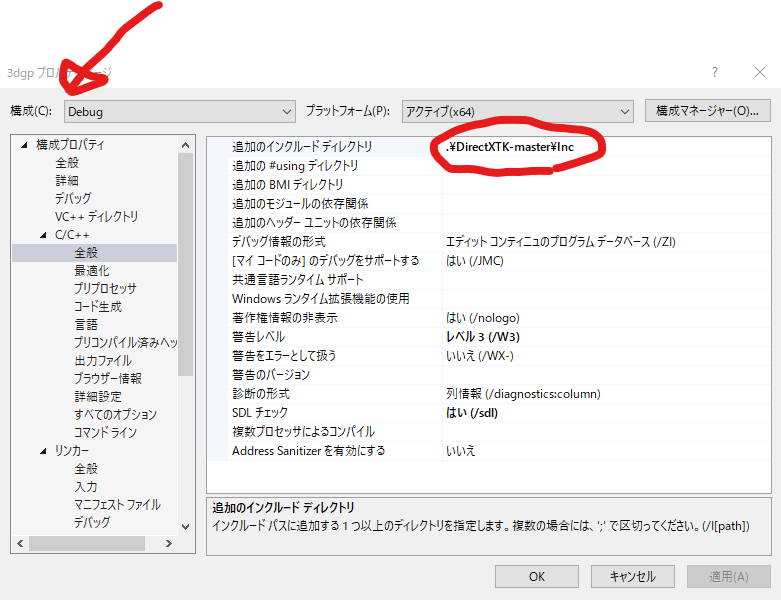 3dgp プロパティ ページ
? ×
構成(C): Debug プラットフォーム(P): アクティブ(x64) 構成マネージャー(O)...
構成プロパティ
全般
詳細
デバッグ
VC++ ディレクトリ
C/C++
全般
最適化
プリプロセッサ
コード生成
言語
プリコンパイル済みヘッ
出力ファイル
ブラウザー情報
詳細設定
すべてのオプション
コマンド ライン
リンカー
全般
入力
マニフェスト ファイル
デバッグ
追加のインクルード ディレクトリ .¥DirectXTK-master¥Inc
追加の #using ディレクトリ
追加の BMI ディレクトリ
追加のモジュールの依存関係
追加のヘッダー ユニットの依存関係
デバッグ情報の形式 エディット コンティニュのプログラム データベース (/ZI)
[マイ コードのみ] のデバッグをサポートする はい (/JMC)
共通言語ランタイム サポート
Windows ランタイム拡張機能の使用
著作権情報の非表示 はい (/nologo)
警告レベル レベル 3 (/W3)
警告をエラーとして扱う いいえ (/WX-)
警告のバージョン
診断の形式 列情報 (/diagnostics:column)
SDL チェック はい (/sdl)
複数プロセッサによるコンパイル
Address Sanitizer を有効にする いいえ
追加のインクルード ディレクトリ
インクルード パスに追加する 1 つ以上のディレクトリを指定します。複数の場合には、';' で区切ってください。(/I[path])
OK キャンセル 適用(A)